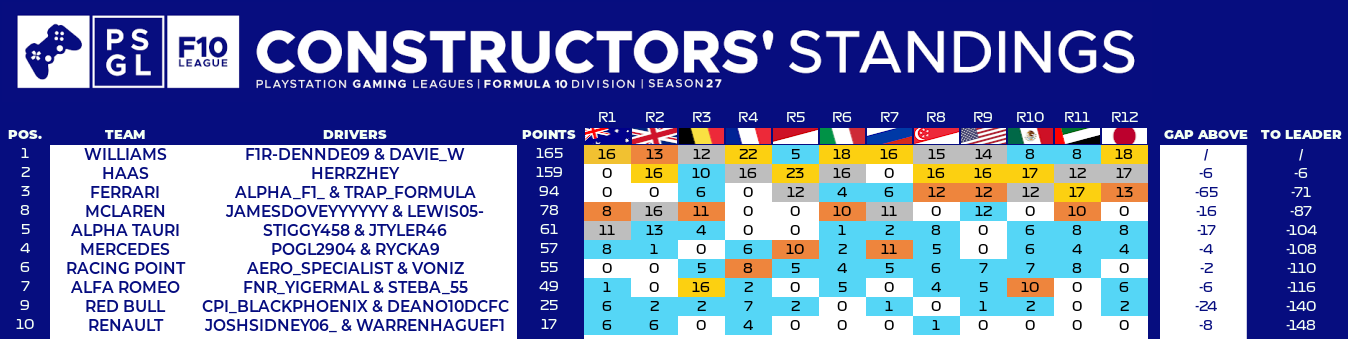 PS GL F10 LEAGUE CONSTRUCTORS' STANDINGS
PLAYSTATION GAMING LEAGUES | FORMULA 10 DIVISION | SEASON 27
R1 R2 R3 R4 R5 R6 R7 R8 R9 R10 R11 R12
POS. TEAM DRIVERS POINTS GAP ABOVE TO LEADER
1 WILLIAMS F1R-DENNDE09 & DAVIE_W 165 16 13 12 22 5 18 16 15 14 8 8 18 / /
2 HAAS HERRZHEY 159 0 16 10 16 23 16 0 16 16 17 12 17 -6 -6
3 FERRARI ALPHA_F1_ & TRAP_FORMULA 94 0 0 6 0 12 4 6 12 12 12 17 13 -65 -71
8 MCLAREN JAMESDOVEYYYYYY & LEWIS05- 78 8 16 11 0 0 10 11 0 12 0 10 0 -16 -87
5 ALPHA TAURI STIGGY458 & JTYLER46 61 11 13 4 0 0 1 2 8 0 6 8 8 -17 -104
4 MERCEDES POGL2904 & RYCKA9 57 8 1 0 6 10 2 11 5 0 6 4 4 -4 -108
6 RACING POINT AERO_SPECIALIST & VONIZ 55 0 0 5 8 5 4 5 6 7 7 8 0 -2 -110
7 ALFA ROMEO FNR_YIGERMAL & STEBA_55 49 1 0 16 2 0 5 0 4 5 10 0 6 -6 -116
9 RED BULL CPI_BLACKPHOENIX & DEANO10DCFC 25 6 2 2 7 2 0 1 0 1 2 0 2 -24 -140
10 RENAULT JOSHSIDNEY06_ & WARRENHAGUEF1 17 6 6 0 4 0 0 0 1 0 0 0 0 -8 -148